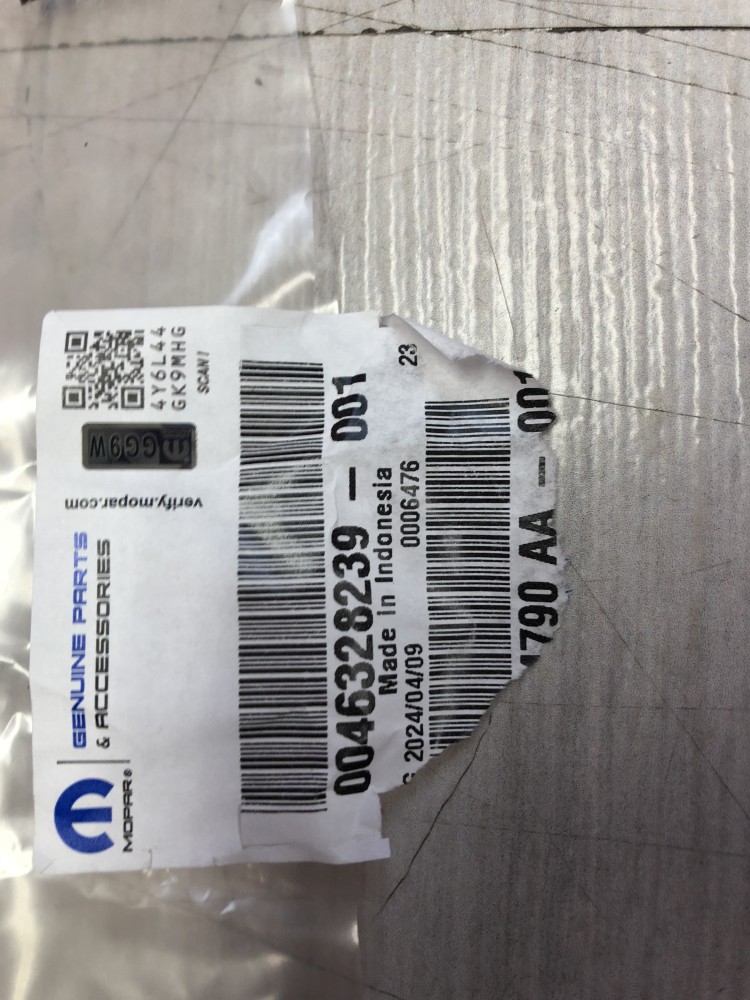 MOPAR®
GENUINE PARTS
& ACCESSORIES
verify.mopar.com
GG9W
4Y6L44
GK9MHG
SCAN!
0046328239 – 001
Made in Indonesia
2024/04/09 0006476 23
790 AA – 001